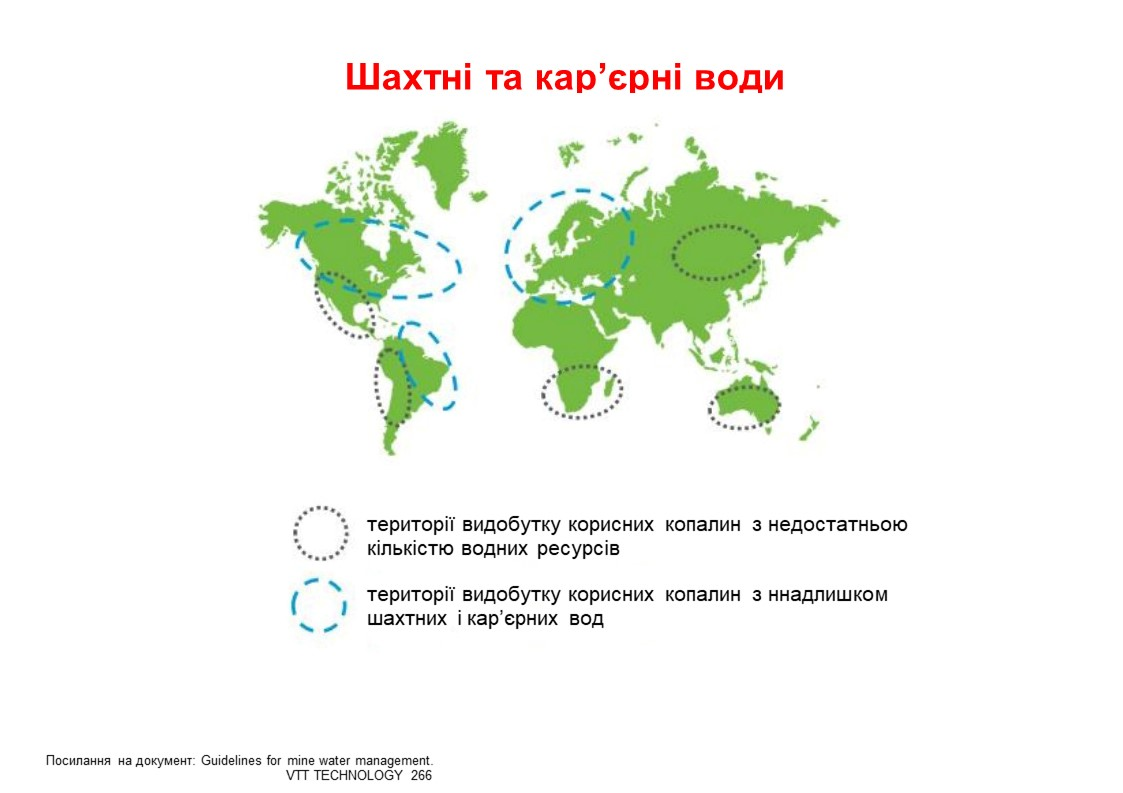 Шахтні та кар’єрні води
території видобутку корисних копалин з недостатньою
кількістю водних ресурсів
території видобутку корисних копалин з ннадлишком
шахтних і кар’єрних вод
Посилання на документ: Guidelines for mine water management.
VTT TECHNOLOGY 266